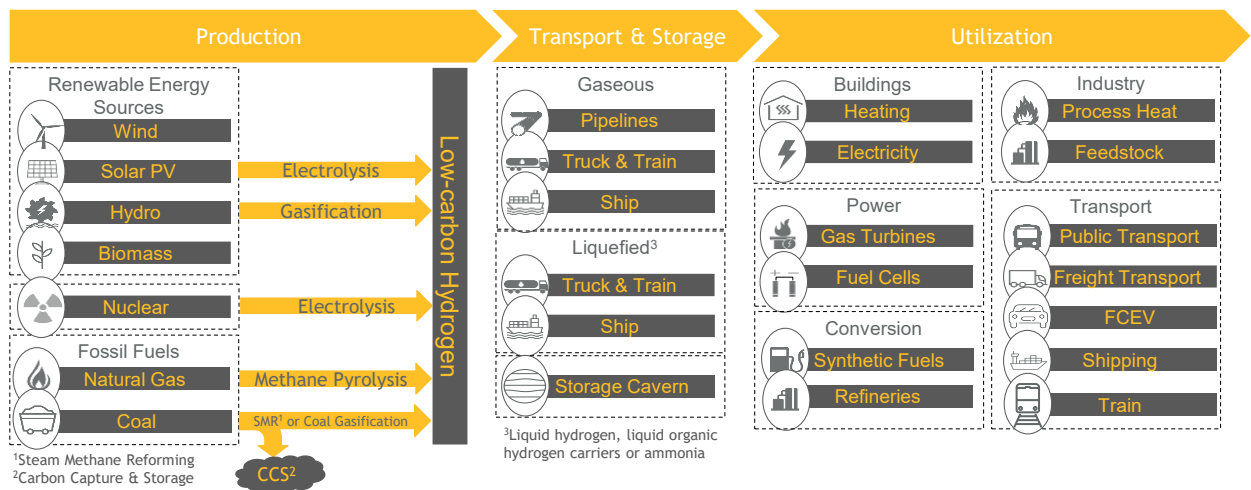 Production
Transport & Storage
Utilization
Renewable Energy
Sources
Wind
Solar PV
Hydro
Biomass
Nuclear
Fossil Fuels
Natural Gas
Coal
¹Steam Methane Reforming
²Carbon Capture & Storage
Electrolysis
Gasification
Electrolysis
Methane Pyrolysis
SMR¹ or Coal Gasification
CCS²
Low-carbon Hydrogen
Gaseous
Pipelines
Truck & Train
Ship
Liquefied³
Truck & Train
Ship
Storage Cavern
³Liquid hydrogen, liquid organic
hydrogen carriers or ammonia
Buildings
Heating
Electricity
Power
Gas Turbines
Fuel Cells
Conversion
Synthetic Fuels
Refineries
Industry
Process Heat
Feedstock
Transport
Public Transport
Freight Transport
FCEV
Shipping
Train